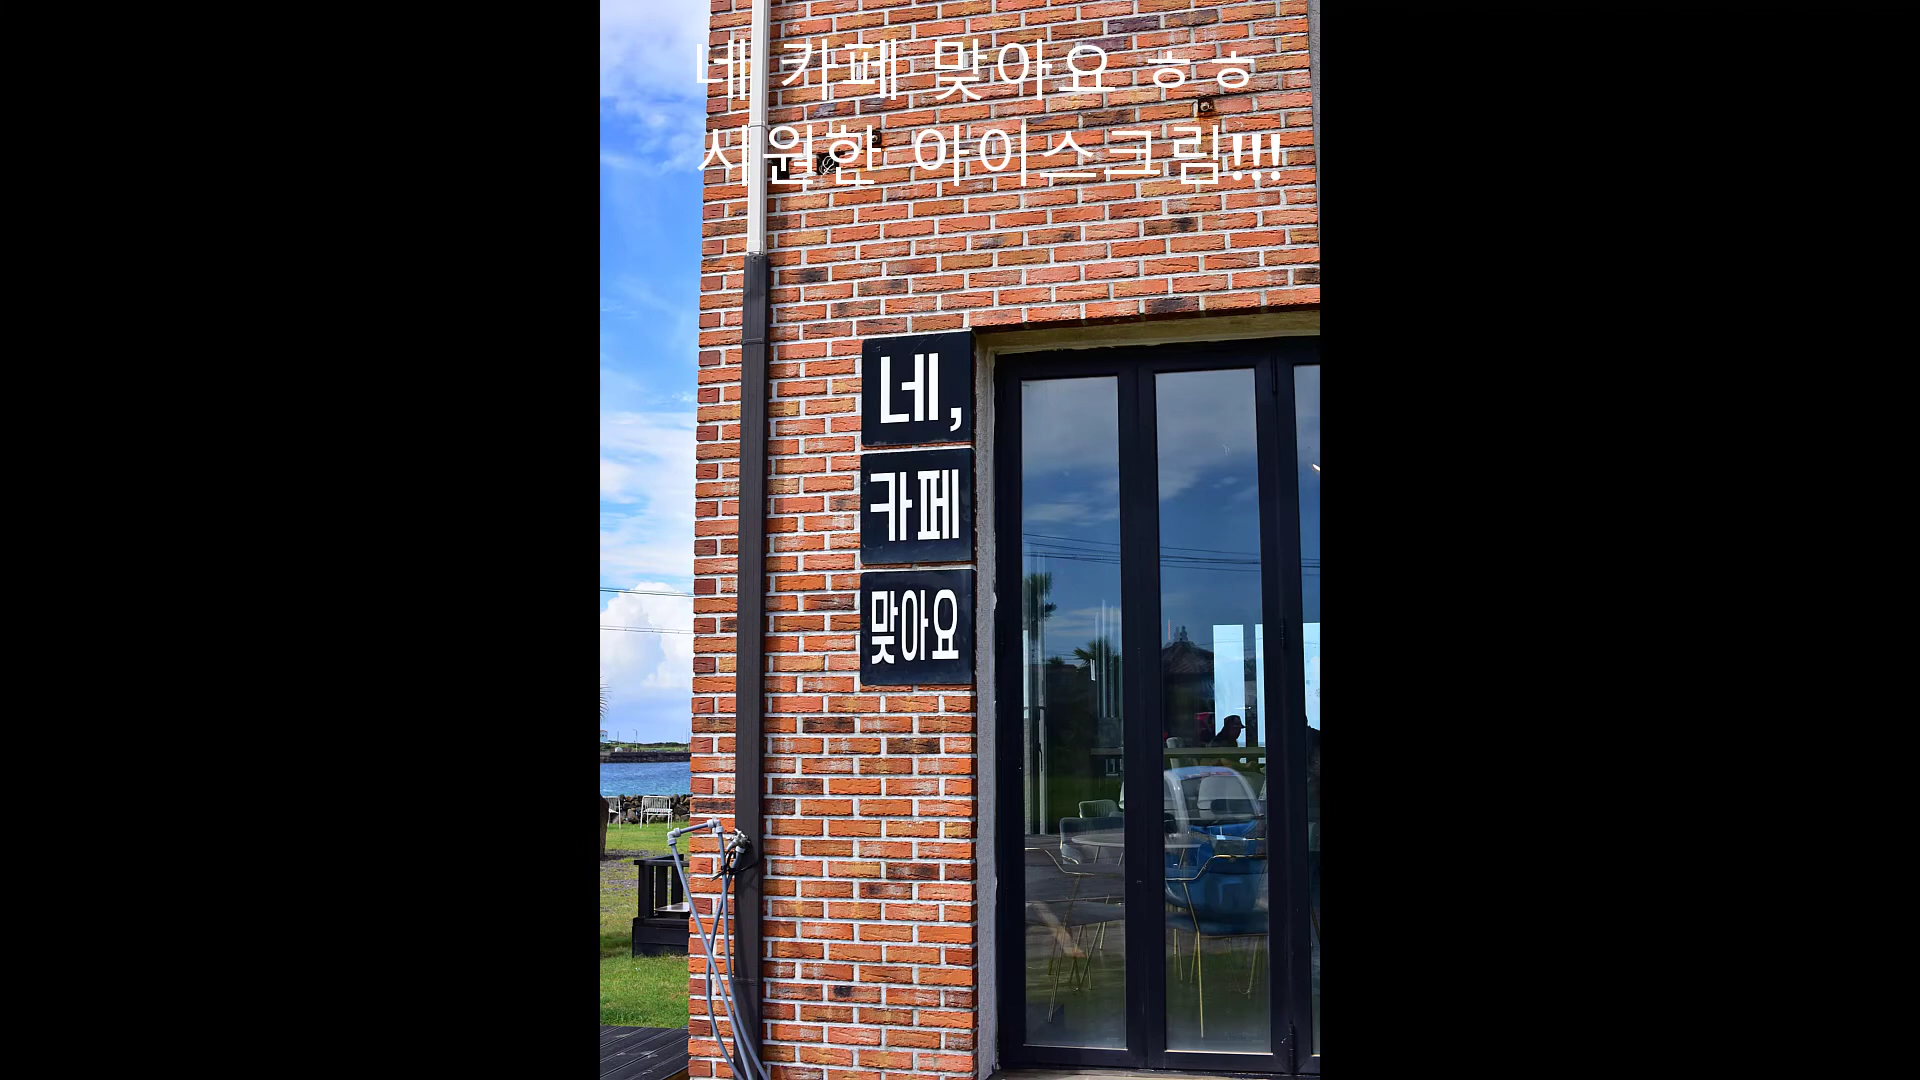 네 카페 맞아요 ㅎㅎ
시원한 아이스크림!!!
네,
카페
맞아요